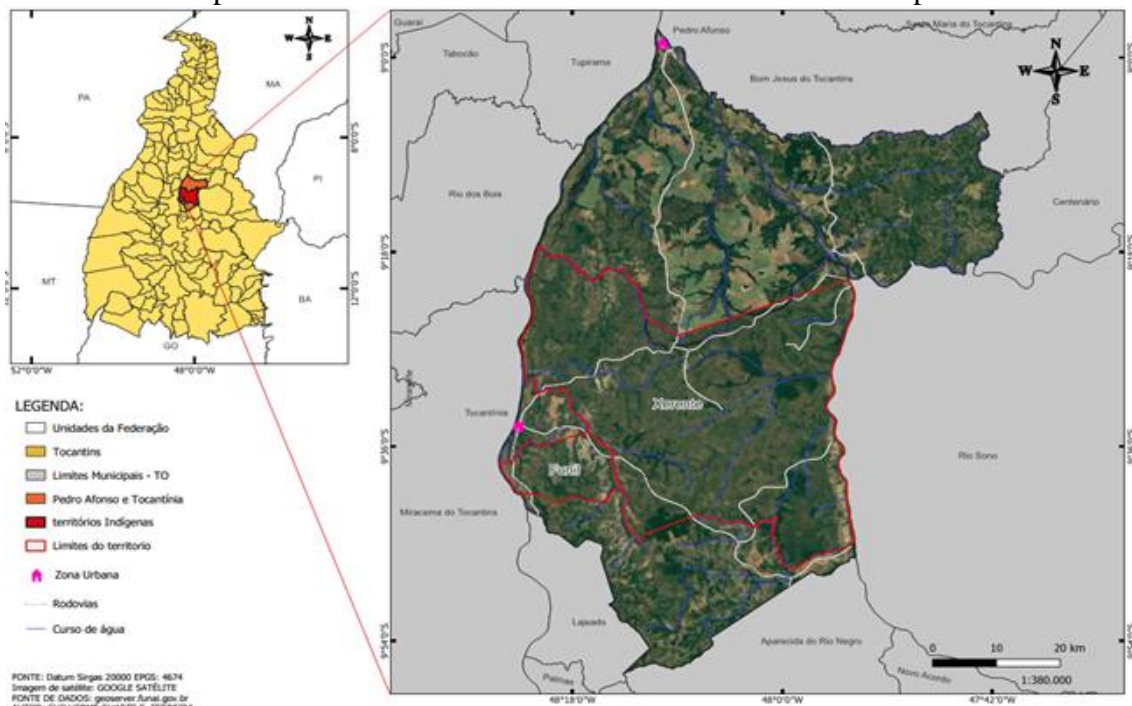 N
W E
S
PA
MA
PI
MT
BA
GO
8°0'0"S
12°0'0"S
52°0'0"W
48°0'0"W
LEGENDA:
Unidades da Federação
Tocantins
Limites Municipais - TO
Pedro Afonso e Tocantínia
territórios Indígenas
Limites do territorio
Zona Urbana
Rodovias
Curso de água
FONTE: Datum Sirgas 20000 EPGS: 4674
Imagem de satélite: GOOGLE SATÉLITE
FONTE DE DADOS: geoserver.funai.gov.br
Guaraí
Pedro Afonso
Santa Maria do Tocantins
Tabocão
Tupirama
Bom Jesus do Tocantins
N
W E
S
9°0'0"S
Rio dos Bois
Centenário
9°18'0"S
Xerente
Tocantínia
9°36'0"S
Rio Sono
Funil
Miracema do Tocantins
Lajeado
Aparecida do Rio Negro
9°54'0"S
Palmas
Novo Acordo
0 10 20 km
1:380.000
48°18'0"W
48°0'0"W
47°42'0"W